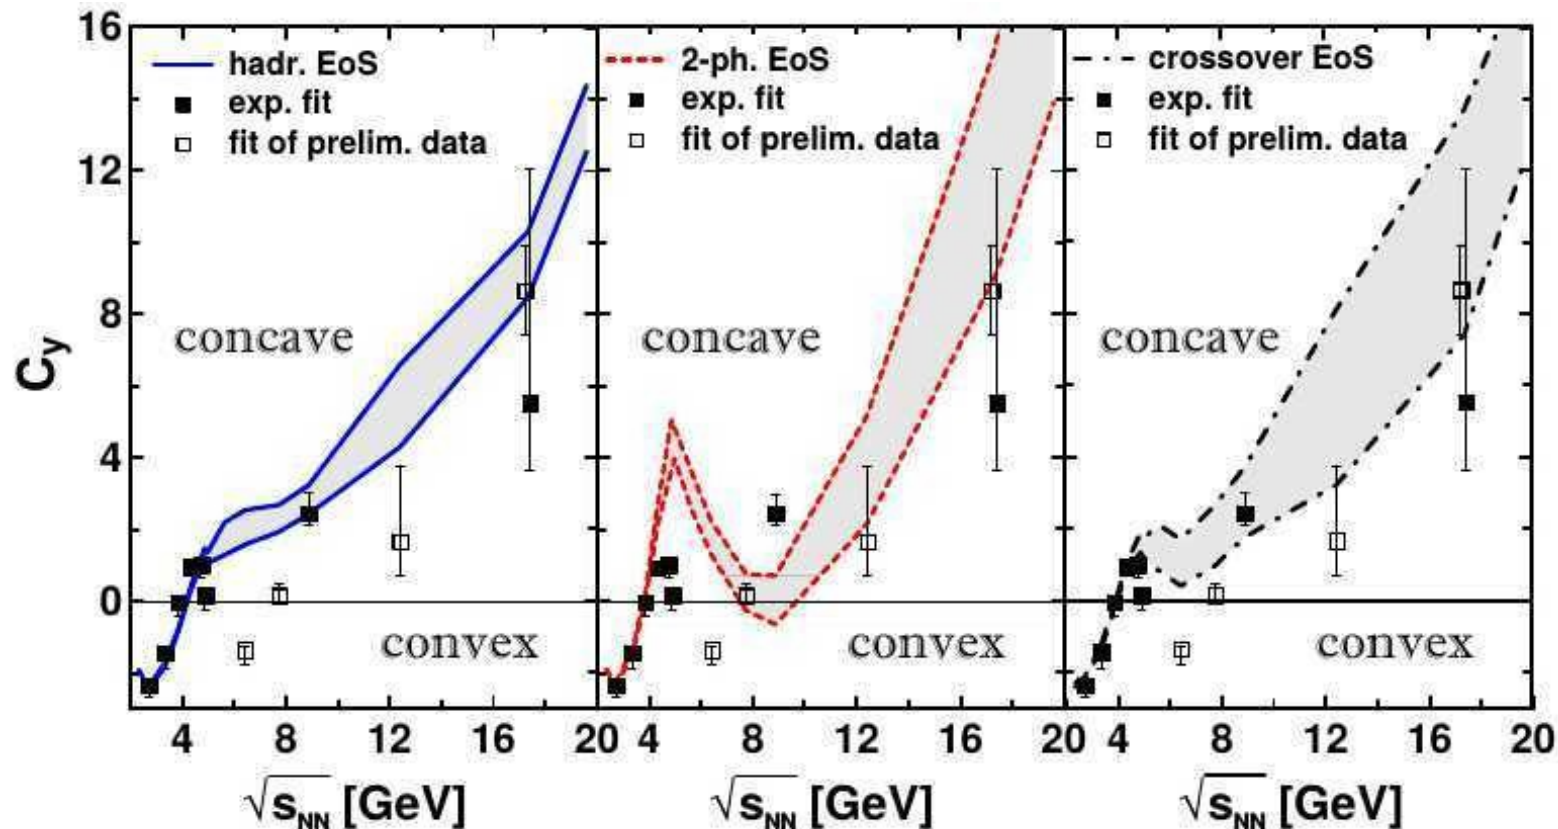 16
12
8
4
0
C_y
hadr. EoS
exp. fit
fit of prelim. data
concave
convex
2-ph. EoS
exp. fit
fit of prelim. data
concave
convex
crossover EoS
exp. fit
fit of prelim. data
concave
convex
4 8 12 16 20 4 8 12 16 20 4 8 12 16 20
√s_NN [GeV] √s_NN [GeV] √s_NN [GeV]